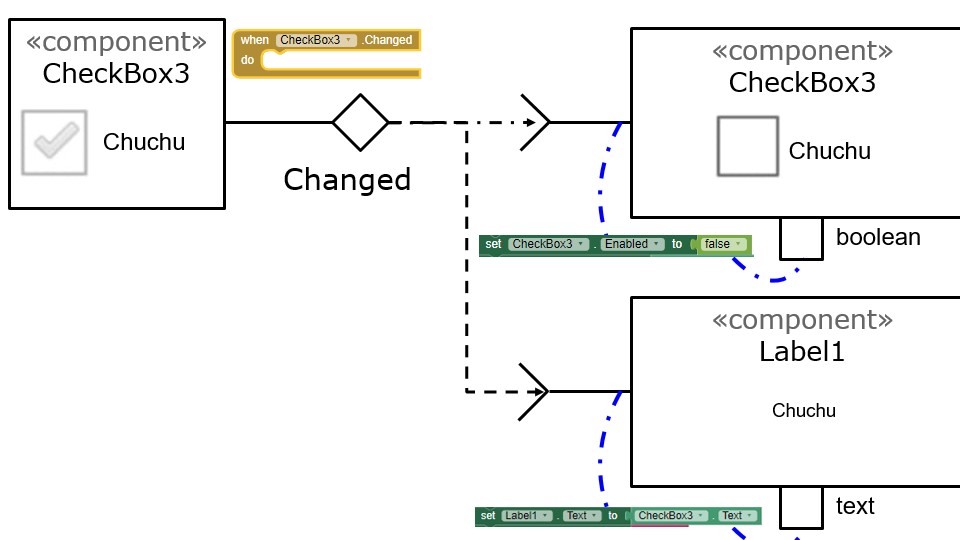 «component»
CheckBox3
Chuchu
when CheckBox3 .Changed
do
Changed
«component»
CheckBox3
Chuchu
boolean
set CheckBox3 . Enabled to false
«component»
Label1
Chuchu
text
set Label1 . Text to CheckBox3 . Text